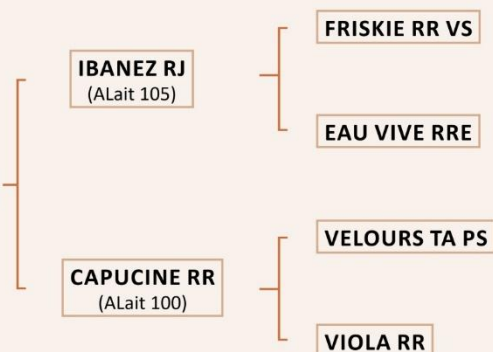 FRISKIE RR VS
IBANEZ RJ
(ALait 105)
EAU VIVE RRE
VELOURS TA PS
CAPUCINE RR
(ALait 100)
VIOLA RR